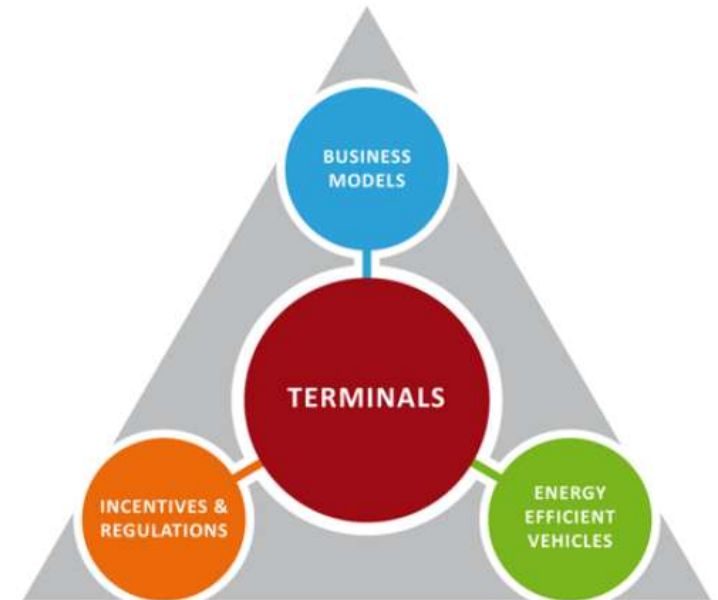 BUSINESS
MODELS
TERMINALS
INCENTIVES &
REGULATIONS
ENERGY
EFFICIENT
VEHICLES